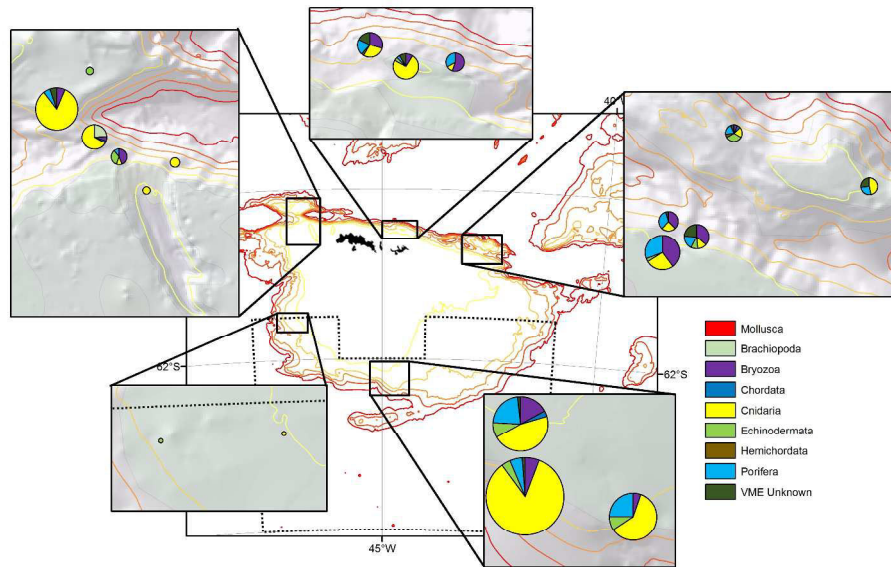 40°
62°S
62°S
45°W
Mollusca
Brachiopoda
Bryozoa
Chordata
Cnidaria
Echinodermata
Hemichordata
Porifera
VME Unknown